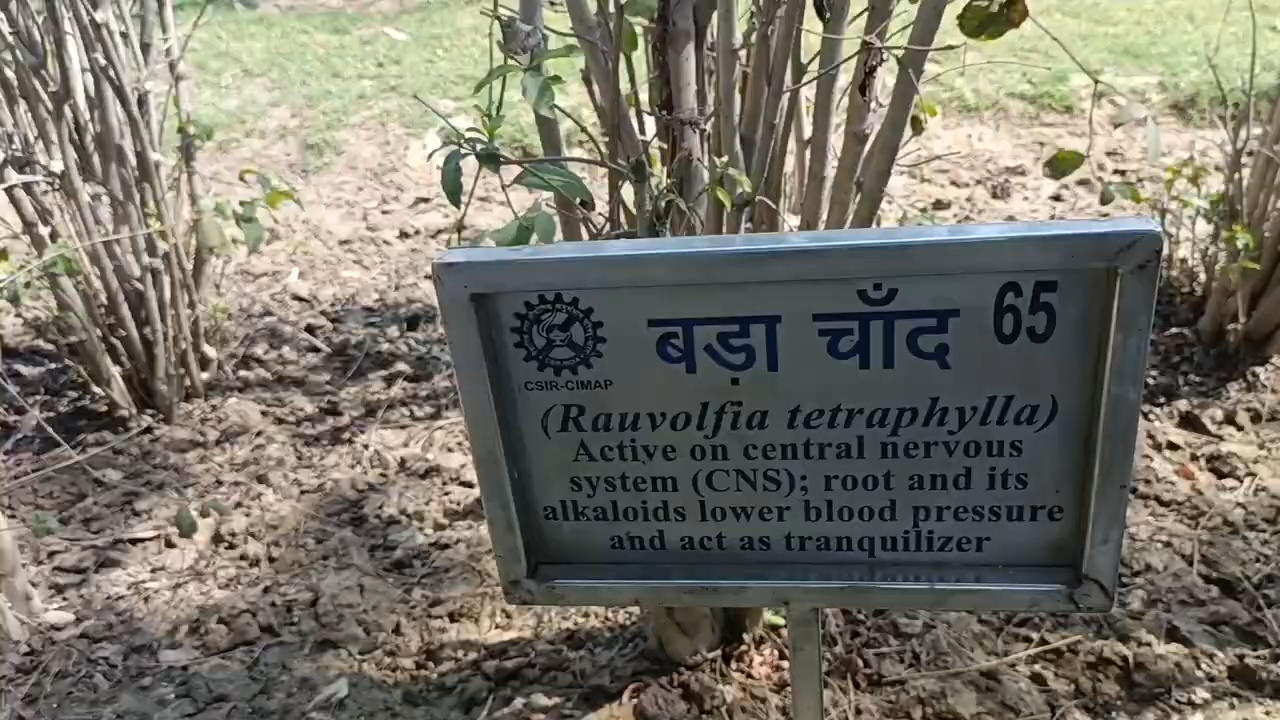 बड़ा चाँद 65
CSIR-CIMAP
(Rauvolfia tetraphylla)
Active on central nervous
system (CNS); root and its
alkaloids lower blood pressure
and act as tranquilizer